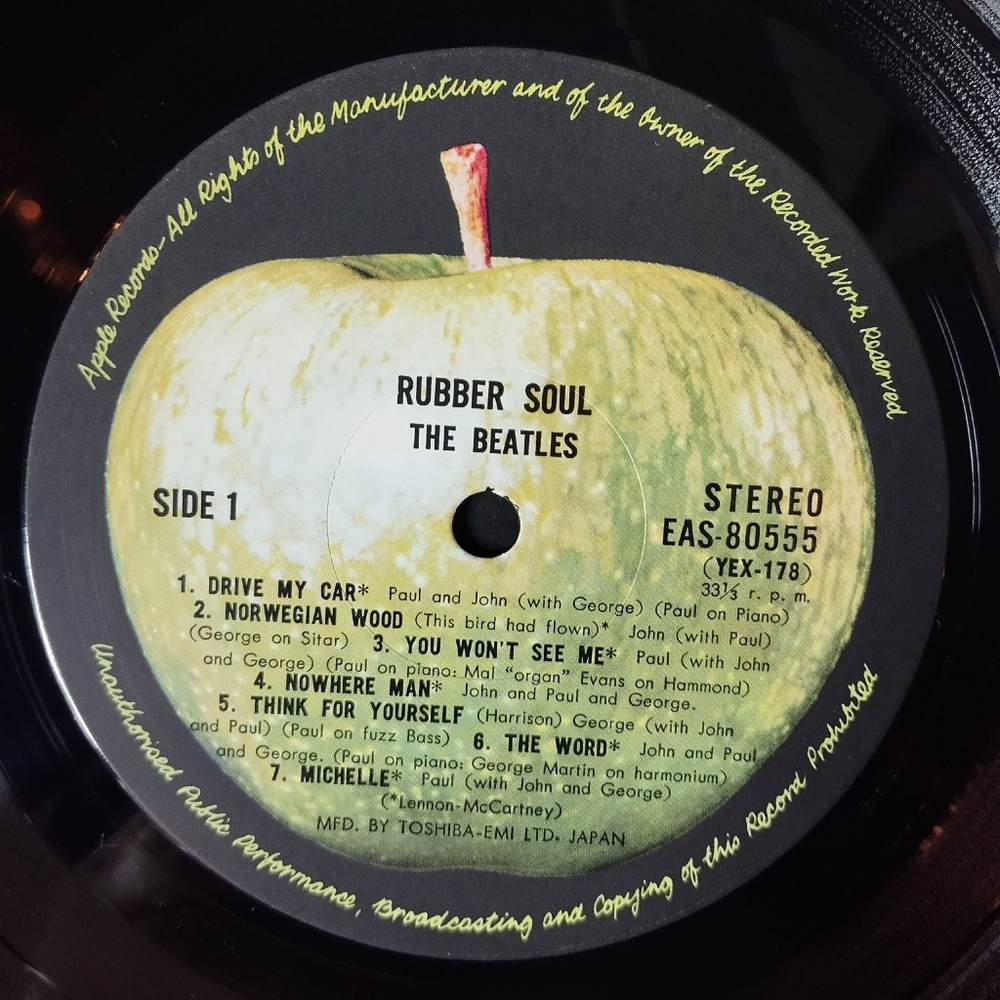 Apple Records - All Rights of the Manufacturer and of the Owner of the Recorded Work Reserved
RUBBER SOUL
THE BEATLES
SIDE 1
STEREO
EAS-80555
(YEX-178)
33⅓ r. p. m.
1. DRIVE MY CAR* Paul and John (with George) (Paul on Piano)
2. NORWEGIAN WOOD (This bird had flown)* John (with Paul)
(George on Sitar) 3. YOU WON'T SEE ME* Paul (with John
and George) (Paul on piano: Mal "organ" Evans on Hammond)
4. NOWHERE MAN* John and Paul and George.
5. THINK FOR YOURSELF (Harrison) George (with John
and Paul) (Paul on fuzz Bass) 6. THE WORD* John and Paul
and George. (Paul on piano: George Martin on harmonium)
7. MICHELLE* Paul (with John and George)
(*Lennon-McCartney)
MFD. BY TOSHIBA-EMI LTD. JAPAN
Unauthorised Public Performance, Broadcasting and Copying of this Record Prohibited